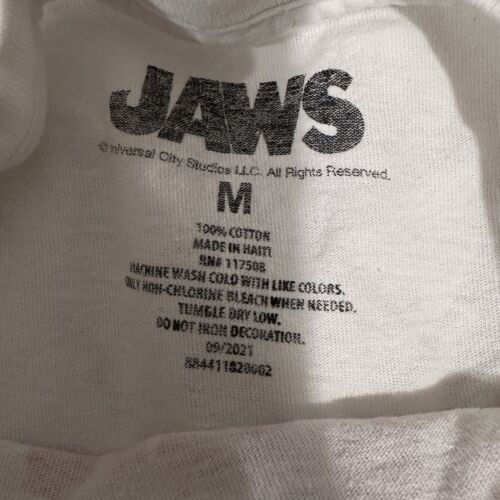 JAWS
© niversal City Studios LLC. All Rights Reserved.
M
100% COTTON
MADE IN HAITI
RN# 117508
MACHINE WASH COLD WITH LIKE COLORS.
ONLY NON-CHLORINE BLEACH WHEN NEEDED.
TUMBLE DRY LOW.
DO NOT IRON DECORATION.
09/2021